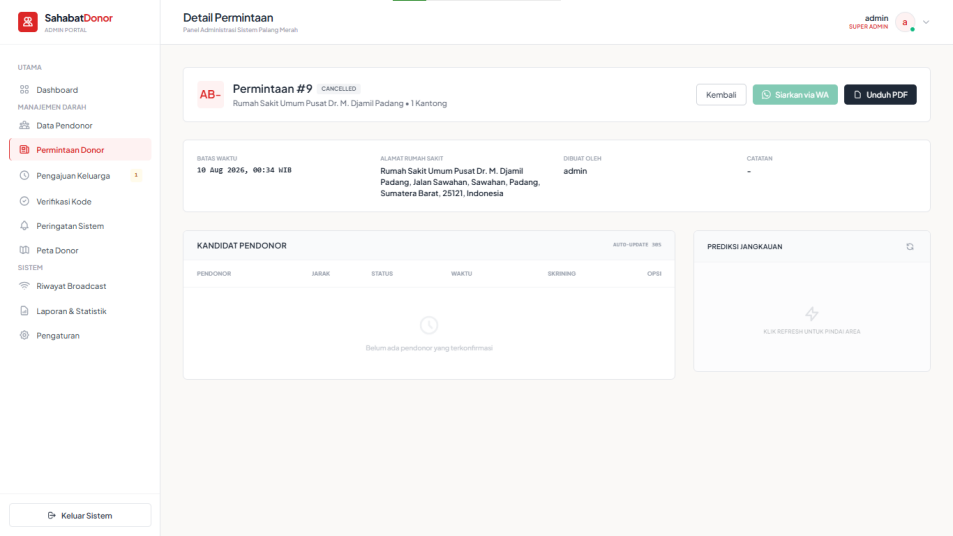 SahabatDonor
ADMIN PORTAL
UTAMA
Dashboard
MANAJEMEN DARAH
Data Pendonor
Permintaan Donor
Pengajuan Keluarga 1
Verifikasi Kode
Peringatan Sistem
Peta Donor
SISTEM
Riwayat Broadcast
Laporan & Statistik
Pengaturan
Keluar Sistem
Detail Permintaan
Panel Administrasi Sistem Palang Merah
admin
SUPER ADMIN
a
AB-
Permintaan #9 CANCELLED
Rumah Sakit Umum Pusat Dr. M. Djamil Padang • 1 Kantong
Kembali
Siarkan via WA
Unduh PDF
BATAS WAKTU
10 Aug 2026, 00:34 WIB
ALAMAT RUMAH SAKIT
Rumah Sakit Umum Pusat Dr. M. Djamil
Padang, Jalan Sawahan, Sawahan, Padang,
Sumatera Barat, 25121, Indonesia
DIBUAT OLEH
admin
CATATAN
-
KANDIDAT PENDONOR
AUTO-UPDATE 30S
PENDONOR JARAK STATUS WAKTU SKRINING OPSI
Belum ada pendonor yang terkonfirmasi
PREDIKSI JANGKAUAN
KLIK REFRESH UNTUK PINDAI AREA